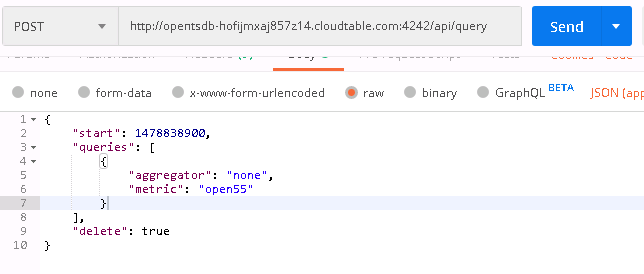 POST http://opentsdb-hofijmxaj857z14.cloudtable.com:4242/api/query Send
none form-data x-www-form-urlencoded raw binary GraphQL BETA JSON (app
1 {
2 "start": 1478838900,
3 "queries": [
4 {
5 "aggregator": "none",
6 "metric": "open55"
7 }
8 ],
9 "delete": true
10 }